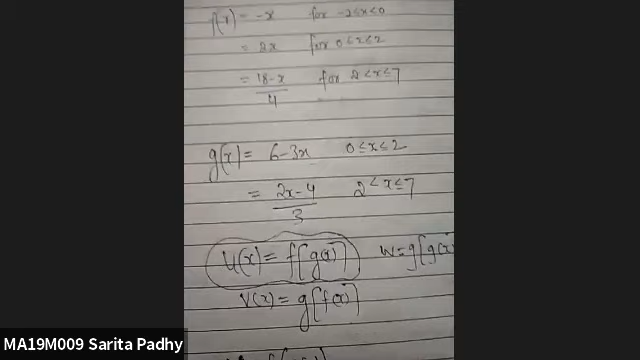 f(x) = -x for -2≤x<0
= 2x for 0≤x≤2
= 18-x/4 for 2<x≤7
g(x) = 6-3x 0≤x≤2
= 2x-4/3 2<x≤7
u(x) = f[g(x)] w=g[g(x)
v(x) = g[f(x)]
MA19M009 Sarita Padhy